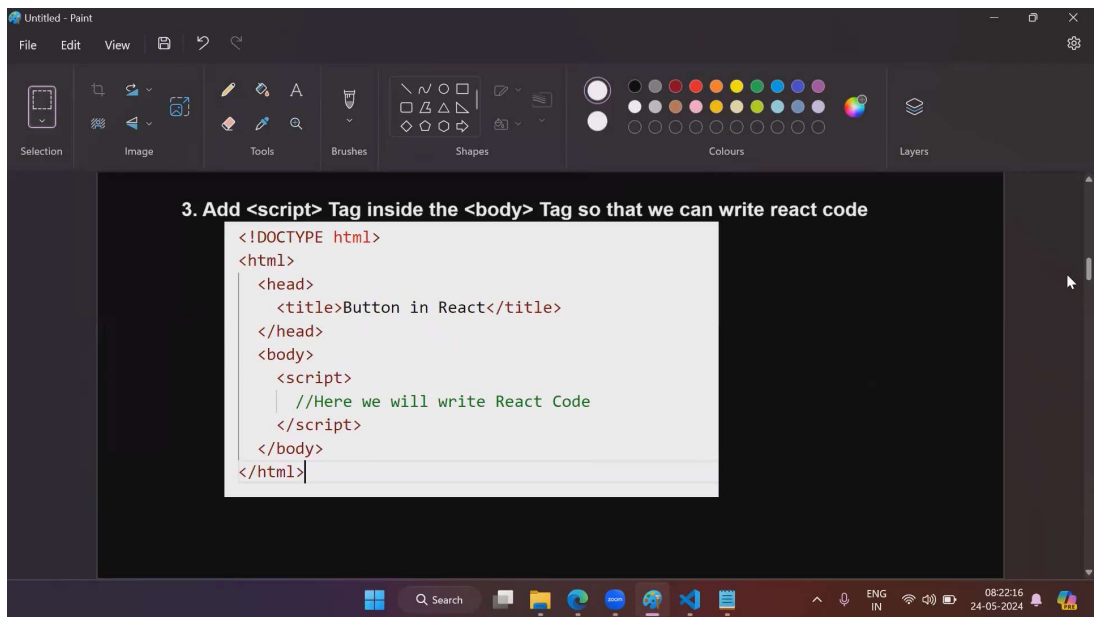 Untitled - Paint
File Edit View
Selection Image Tools Brushes Shapes Colours Layers
3. Add <script> Tag inside the <body> Tag so that we can write react code
<!DOCTYPE html>
<html>
<head>
<title>Button in React</title>
</head>
<body>
<script>
//Here we will write React Code
</script>
</body>
</html>
Search
zoom
ENG
IN
08:22:16
24-05-2024
PRE